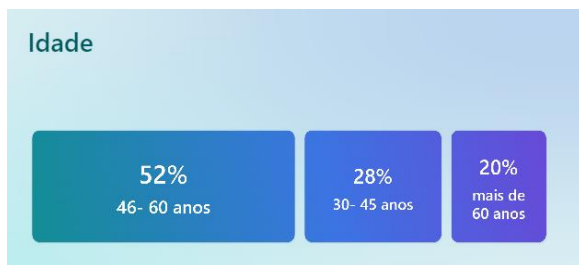 Idade
52%
46- 60 anos
28%
30- 45 anos
20%
mais de
60 anos